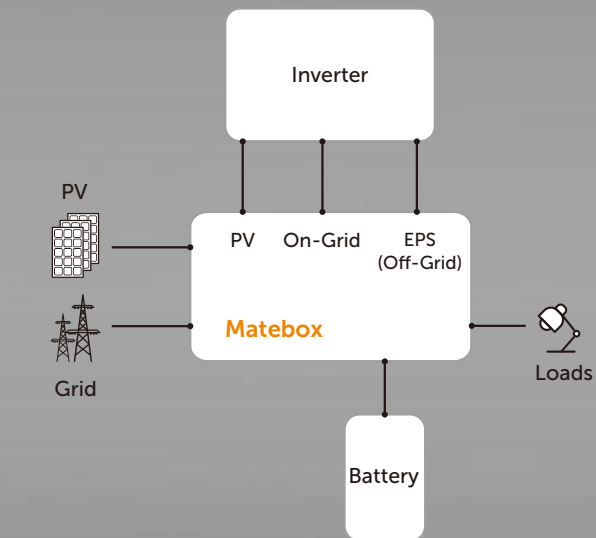 Inverter
PV
PV
On-Grid
EPS
(Off-Grid)
Matebox
Grid
Loads
Battery